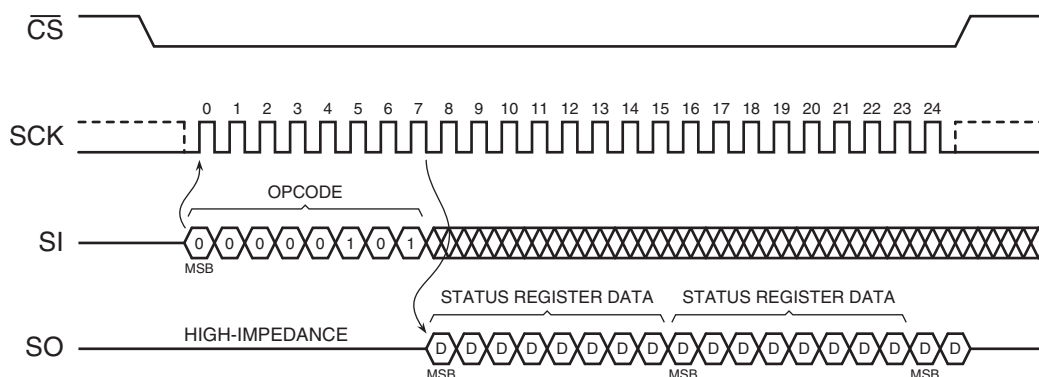 CS
0 1 2 3 4 5 6 7 8 9 10 11 12 13 14 15 16 17 18 19 20 21 22 23 24
SCK
OPCODE
SI 0 0 0 0 0 1 0 1
MSB
STATUS REGISTER DATA STATUS REGISTER DATA
HIGH-IMPEDANCE
SO D D D D D D D D D D D D D D D D D D
MSB MSB MSB